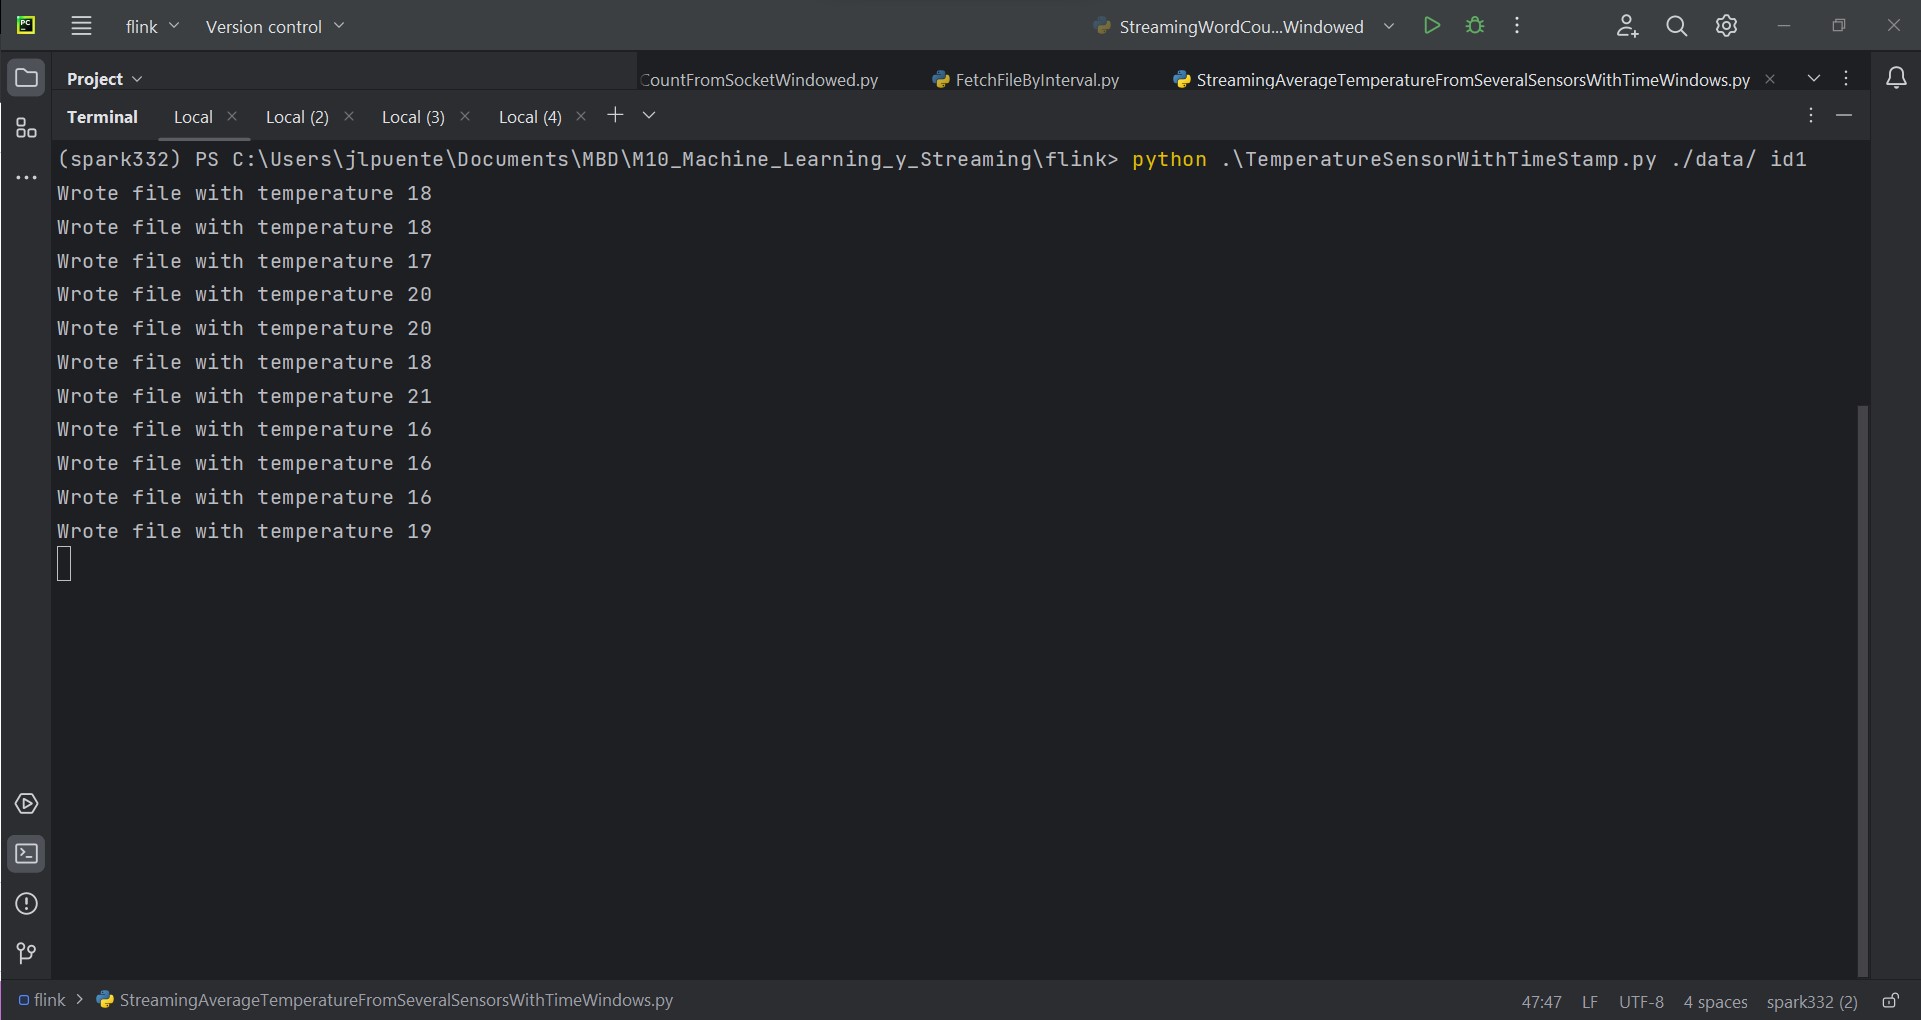 PC
flink Version control StreamingWordCou...Windowed
Project CountFromSocketWindowed.py FetchFileByInterval.py StreamingAverageTemperatureFromSeveralSensorsWithTimeWindows.py
Terminal Local Local (2) Local (3) Local (4)
(spark332) PS C:\Users\jlpuente\Documents\MBD\M10_Machine_Learning_y_Streaming\flink> python .\TemperatureSensorWithTimeStamp.py ./data/ id1
Wrote file with temperature 18
Wrote file with temperature 18
Wrote file with temperature 17
Wrote file with temperature 20
Wrote file with temperature 20
Wrote file with temperature 18
Wrote file with temperature 21
Wrote file with temperature 16
Wrote file with temperature 16
Wrote file with temperature 16
Wrote file with temperature 19
flink > StreamingAverageTemperatureFromSeveralSensorsWithTimeWindows.py 47:47 LF UTF-8 4 spaces spark332 (2)